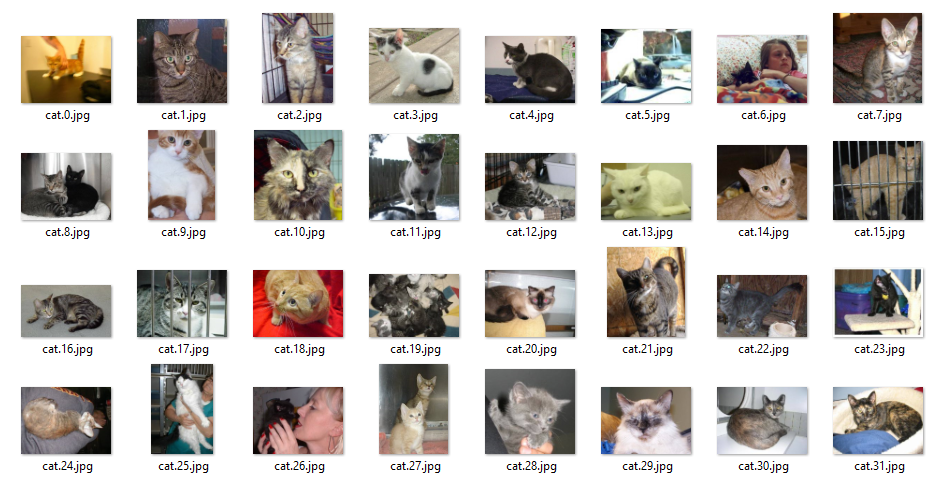 cat.0.jpg cat.1.jpg cat.2.jpg cat.3.jpg cat.4.jpg cat.5.jpg cat.6.jpg cat.7.jpg
cat.8.jpg cat.9.jpg cat.10.jpg cat.11.jpg cat.12.jpg cat.13.jpg cat.14.jpg cat.15.jpg
cat.16.jpg cat.17.jpg cat.18.jpg cat.19.jpg cat.20.jpg cat.21.jpg cat.22.jpg cat.23.jpg
cat.24.jpg cat.25.jpg cat.26.jpg cat.27.jpg cat.28.jpg cat.29.jpg cat.30.jpg cat.31.jpg